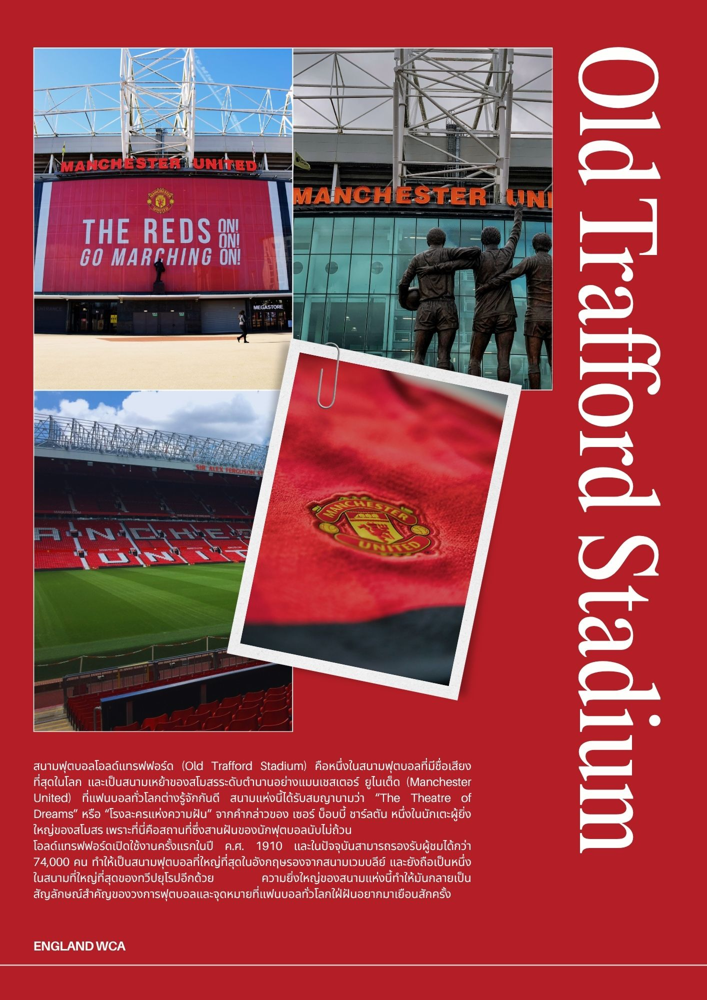 Old Trafford Stadium
MANCHESTER UNITED
MANCHESTER
UNITED
THE REDS ON!
ON!
GO MARCHING ON!
ENTRANCE
MEGASTORE
MANCHESTER UNI
SIR ALEX FERGUSON ST
MANUTD.COM
THE THEATRE OF DREAMS
ANCHES
MANUTD.COM
MANUTD.COM
UNIT
MANCHESTER
UNITED
สนามฟุตบอลโอลด์แทรฟฟอร์ด (Old Trafford Stadium) คือหนึ่งในสนามฟุตบอลที่มีชื่อเสียง
ที่สุดในโลก และเป็นสนามเหย้าของสโมสรระดับตำนานอย่างแมนเชสเตอร์ ยูไนเต็ด (Manchester
United) ที่แฟนบอลทั่วโลกต่างรู้จักกันดี สนามแห่งนี้ได้รับสมญานามว่า “The Theatre of
Dreams” หรือ “โรงละครแห่งความฝัน” จากคำกล่าวของ เซอร์ บ็อบบี้ ชาร์ลตัน หนึ่งในนักเตะผู้ยิ่ง
ใหญ่ของสโมสร เพราะที่นี่คือสถานที่ซึ่งสานฝันของนักฟุตบอลนับไม่ถ้วน
โอลด์แทรฟฟอร์ดเปิดใช้งานครั้งแรกในปี ค.ศ. 1910 และในปัจจุบันสามารถรองรับผู้ชมได้กว่า
74,000 คน ทำให้เป็นสนามฟุตบอลที่ใหญ่ที่สุดในอังกฤษรองจากสนามเวมบลีย์ และยังถือเป็นหนึ่ง
ในสนามที่ใหญ่ที่สุดของทวีปยุโรปอีกด้วย ความยิ่งใหญ่ของสนามแห่งนี้ทำให้มันกลายเป็น
สัญลักษณ์สำคัญของวงการฟุตบอลและจุดหมายที่แฟนบอลทั่วโลกใฝ่ฝันอยากมาเยือนสักครั้ง
ENGLAND WCA